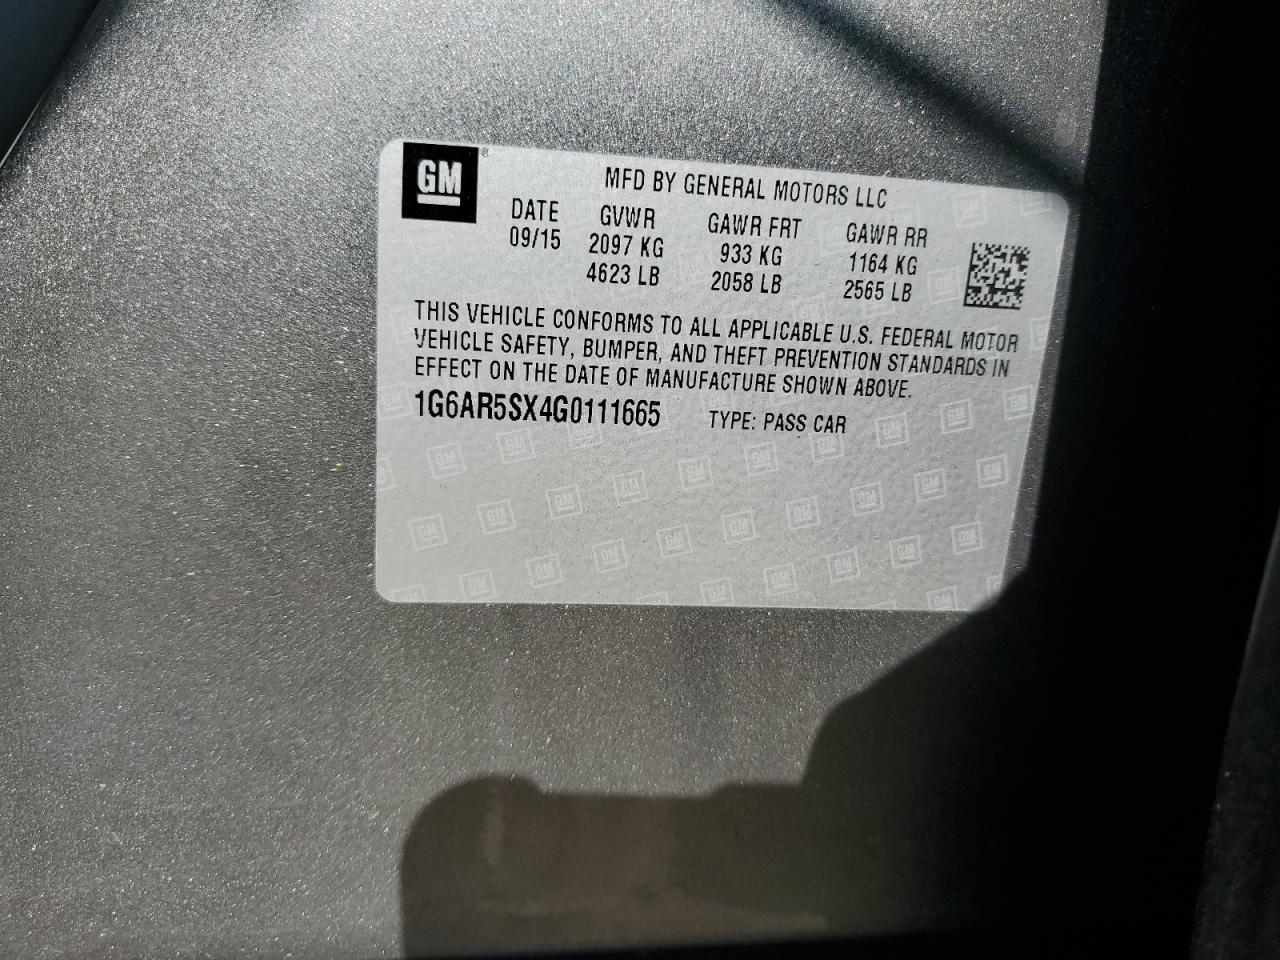 GM
MFD BY GENERAL MOTORS LLC
DATE GVWR GAWR FRT GAWR RR
09/15 2097 KG 933 KG 1164 KG
4623 LB 2058 LB 2565 LB
THIS VEHICLE CONFORMS TO ALL APPLICABLE U.S. FEDERAL MOTOR
VEHICLE SAFETY, BUMPER, AND THEFT PREVENTION STANDARDS IN
EFFECT ON THE DATE OF MANUFACTURE SHOWN ABOVE.
1G6AR5SX4G0111665 TYPE: PASS CAR